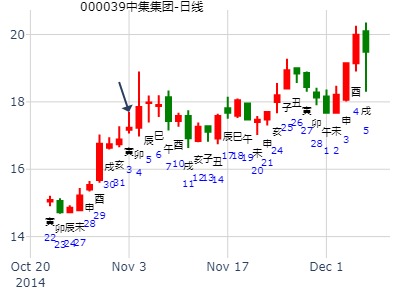 000039中集集团-日线
20
18
16
14
寅 卯 辰 未 申 酉 戌 亥 寅 卯 辰 巳 午 酉 戌 亥 子 丑 辰 巳 午 未 申 亥 子 丑 寅 卯 午 未 申 酉 戌
22 23 24 27 28 29 30 31 3 4 5 6 7 10 11 12 13 14 17 18 19 20 21 24 25 26 27 28 1 2 3 4 5
Oct 20 Nov 3 Nov 17 Dec 1
2014